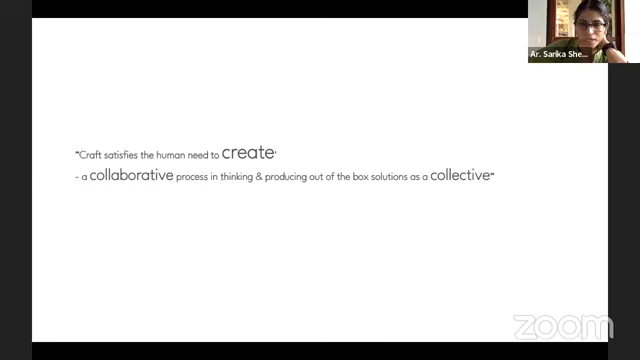 Ar. Sarika She...
"Craft satisfies the human need to create'
- a collaborative process in thinking & producing out of the box solutions as a collective"
zoom